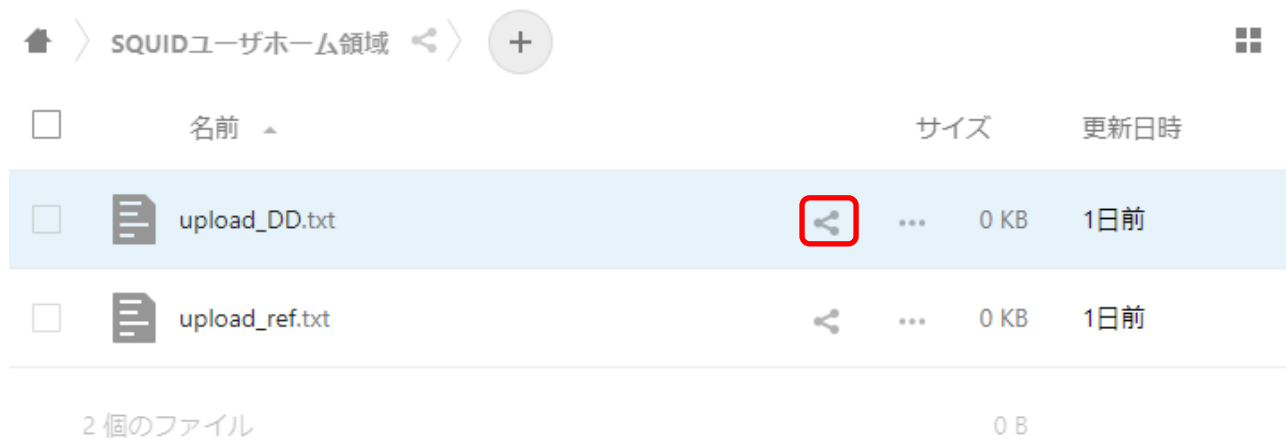 SQUIDユーザホーム領域
名前 サイズ 更新日時
upload_DD.txt 0 KB 1日前
upload_ref.txt 0 KB 1日前
2 個のファイル 0 B